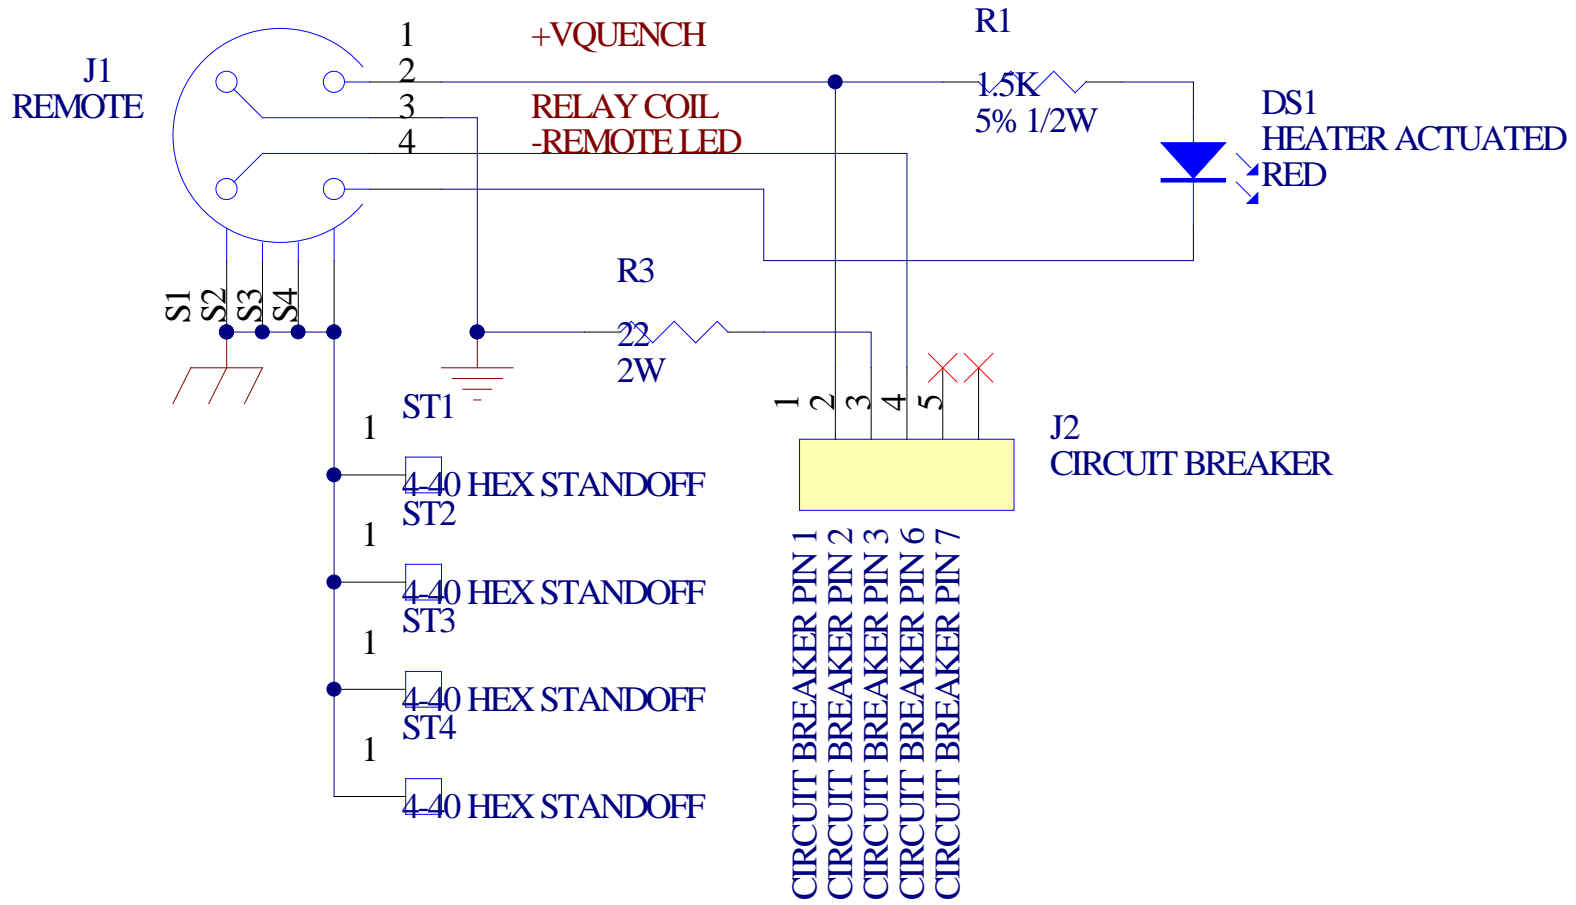 J1
REMOTE
1
2
3
4
+VQUENCH
RELAY COIL
-REMOTE LED
R1
1.5K
5% 1/2W
DS1
HEATER ACTUATED
RED
S1
S2
S3
S4
R3
22
2W
1
2
3
4
5
J2
CIRCUIT BREAKER
CIRCUIT BREAKER PIN 1
CIRCUIT BREAKER PIN 2
CIRCUIT BREAKER PIN 3
CIRCUIT BREAKER PIN 6
CIRCUIT BREAKER PIN 7
ST1
1
4-40 HEX STANDOFF
ST2
1
4-40 HEX STANDOFF
ST3
1
4-40 HEX STANDOFF
ST4
1
4-40 HEX STANDOFF